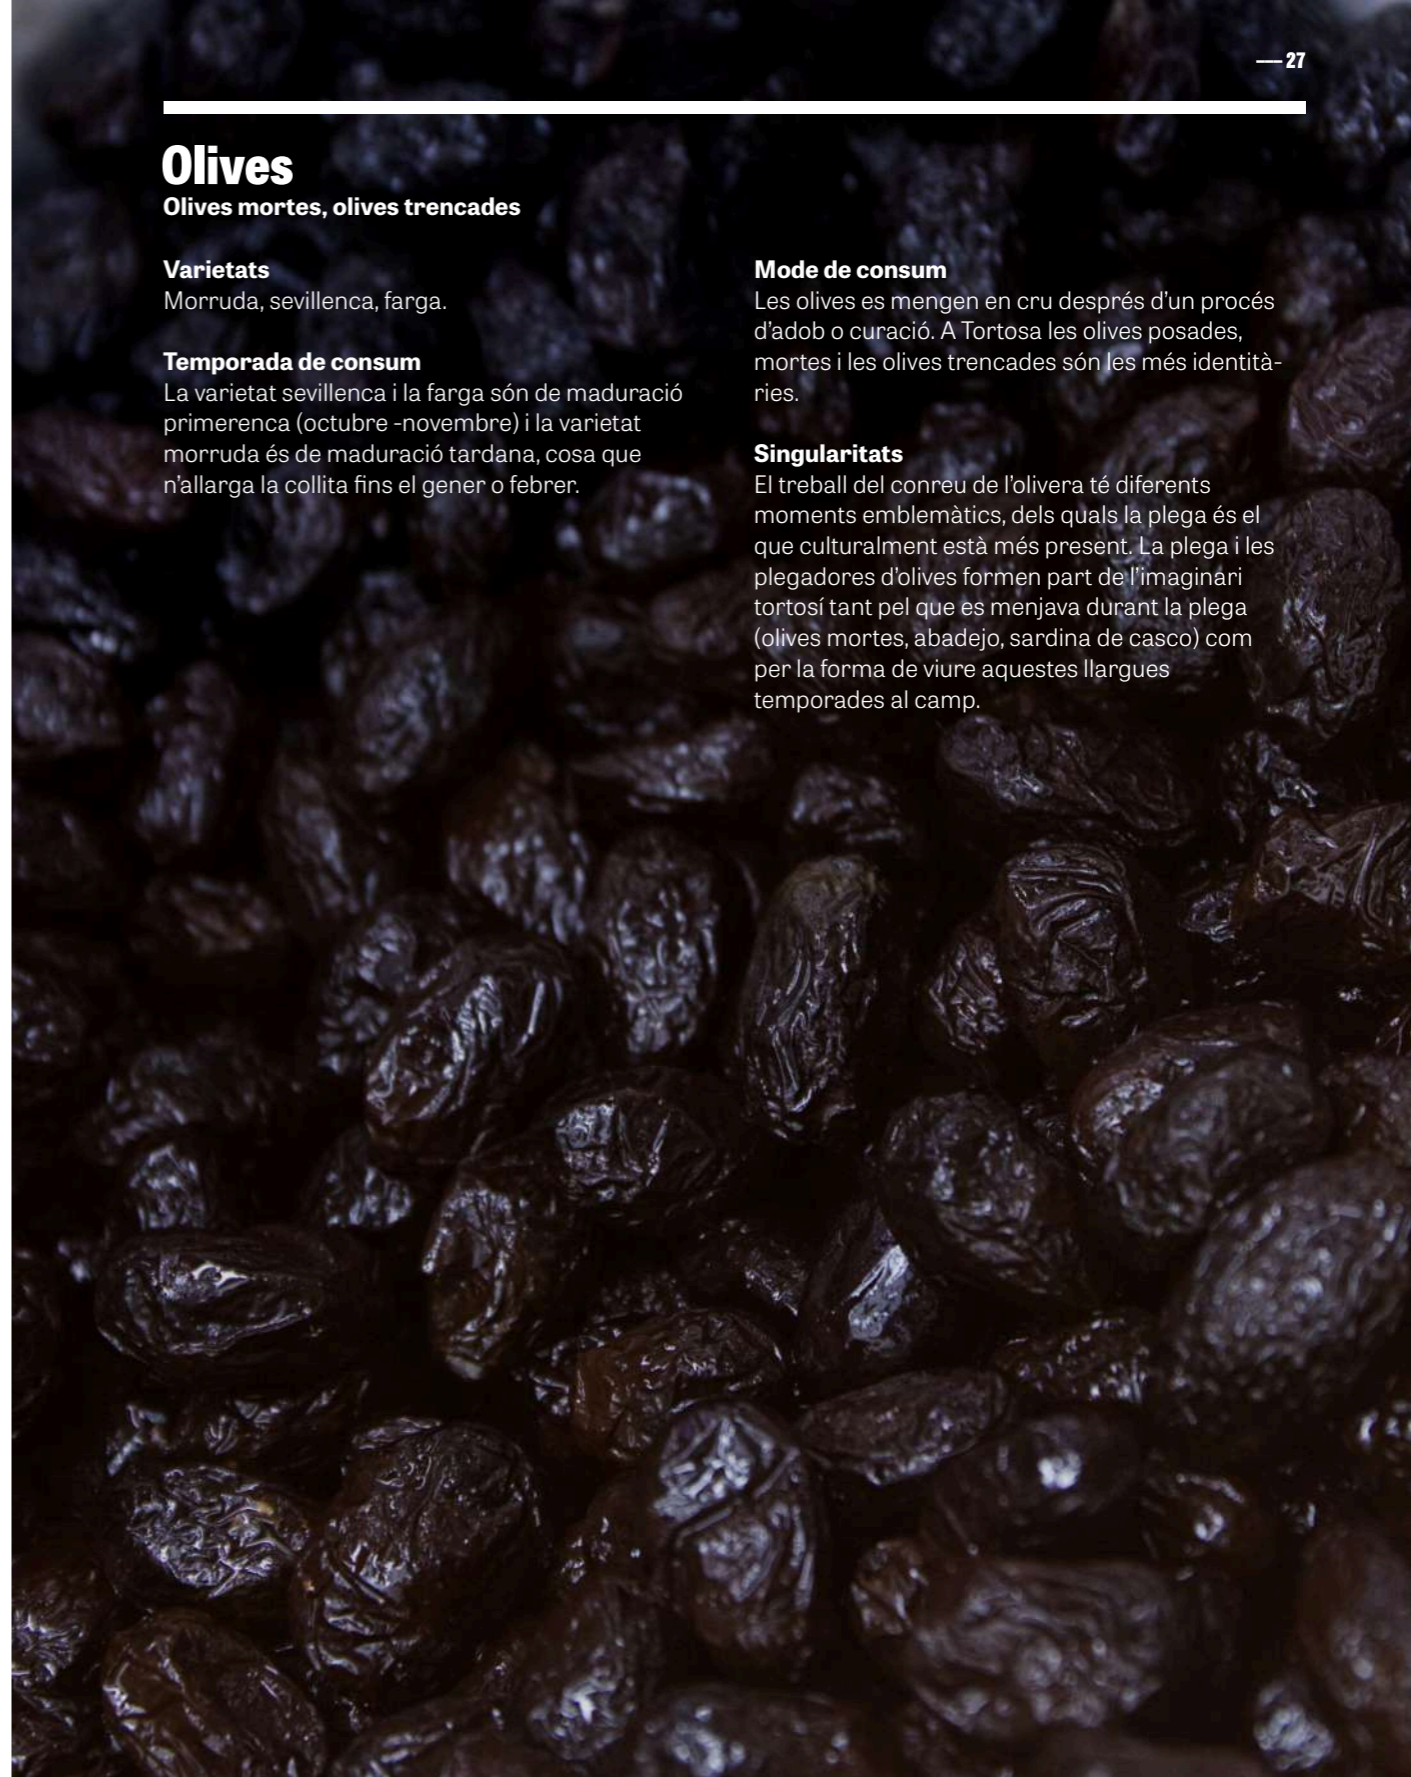 — 27
Olives
Olives mortes, olives trencades
Varietats
Morruda, sevillenca, farga.
Temporada de consum
La varietat sevillenca i la farga són de maduració
primerenca (octubre -novembre) i la varietat
morruda és de maduració tardana, cosa que
n’allarga la collita fins el gener o febrer.
Mode de consum
Les olives es mengen en cru després d’un procés
d’adob o curació. A Tortosa les olives posades,
mortes i les olives trencades són les més identità-
ries.
Singularitats
El treball del conreu de l’olivera té diferents
moments emblemàtics, dels quals la plega és el
que culturalment està més present. La plega i les
plegadores d’olives formen part de l’imaginari
tortosí tant pel que es menjava durant la plega
(olives mortes, abadejo, sardina de casco) com
per la forma de viure aquestes llargues
temporades al camp.